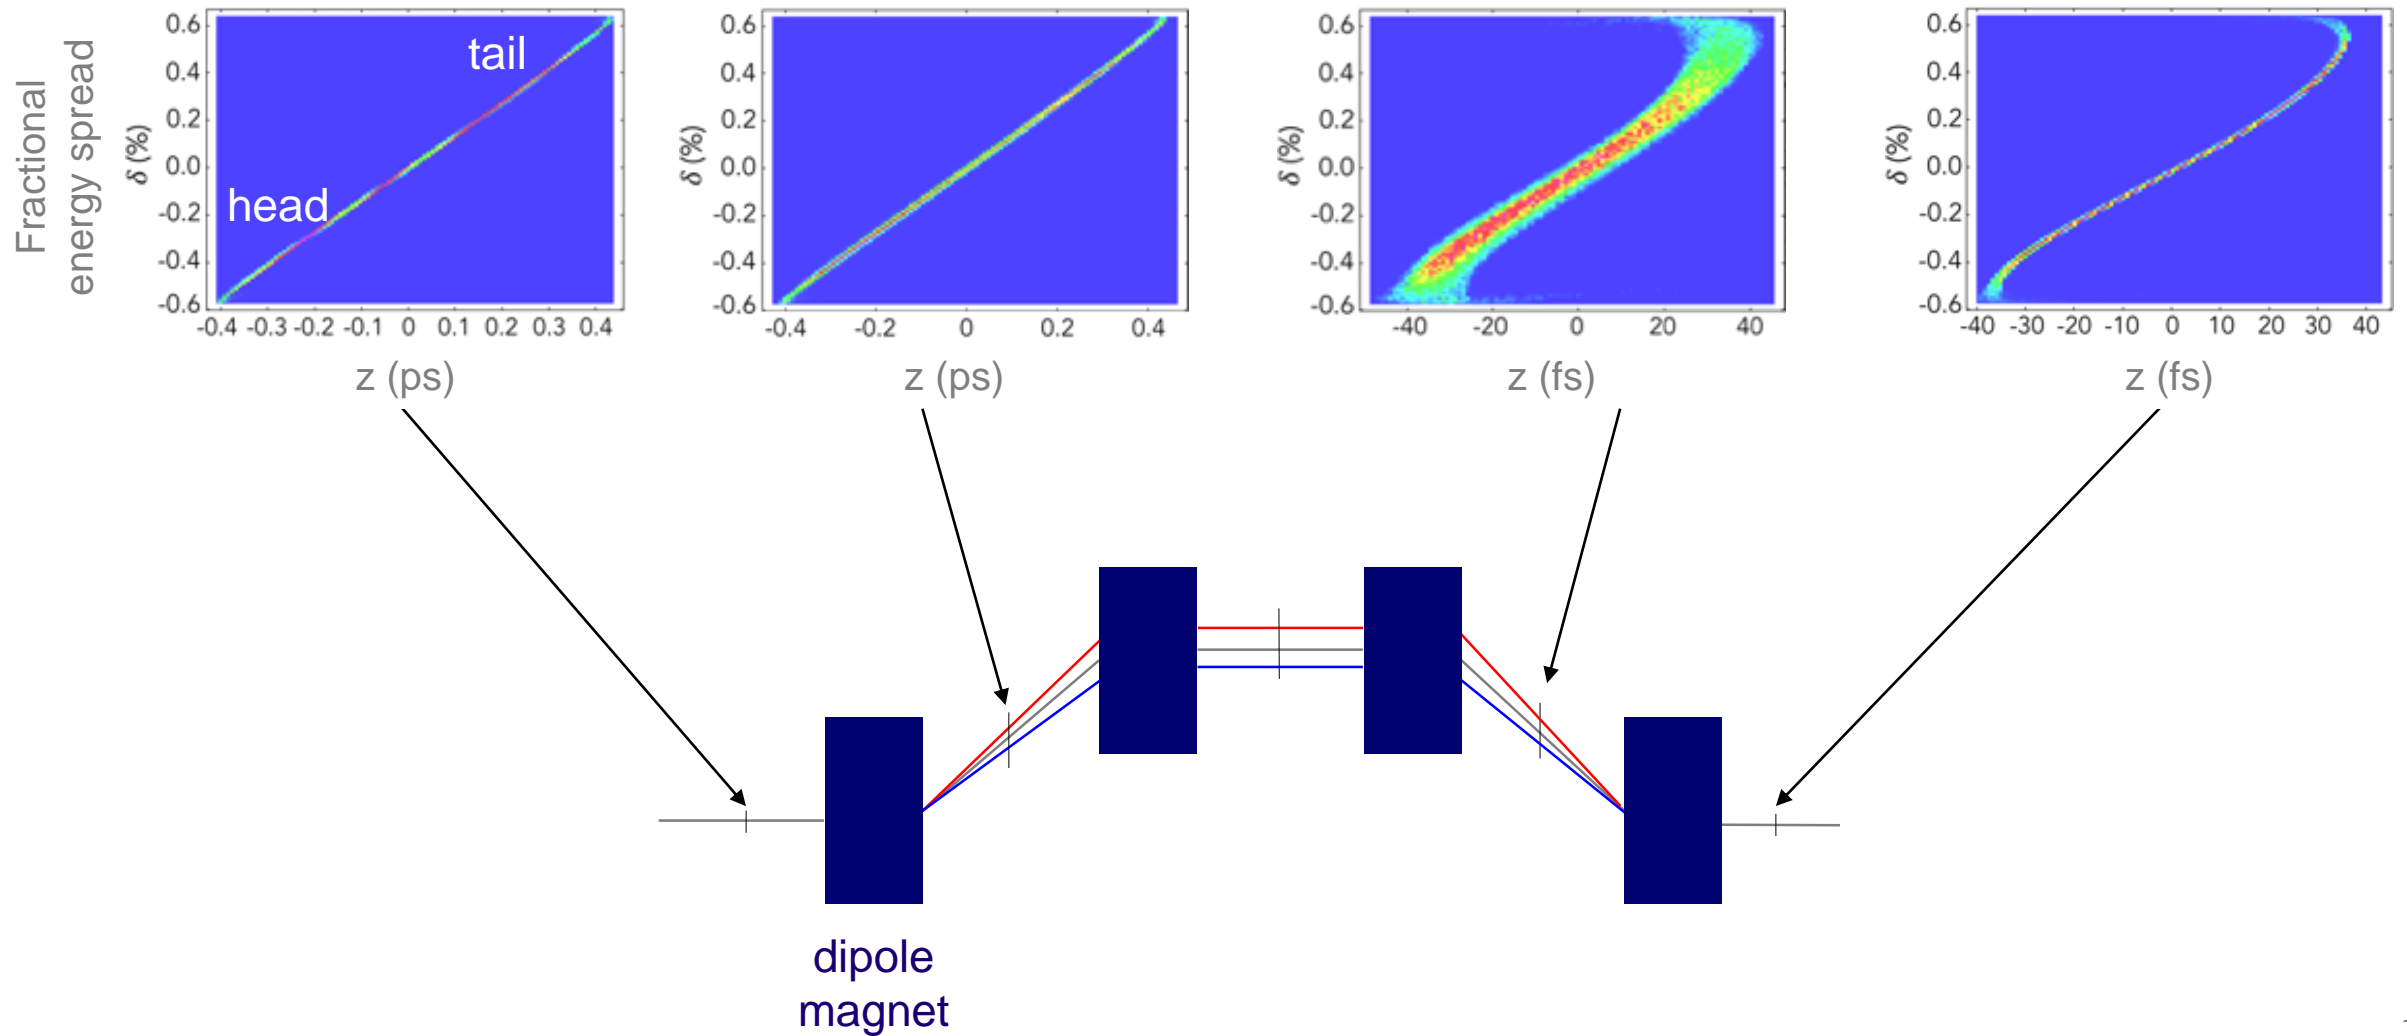 Fractional
energy spread
δ (%)
0.6
0.4
0.2
0.0
-0.2
-0.4
-0.6
tail
head
-0.4 -0.3 -0.2 -0.1 0 0.1 0.2 0.3 0.4
z (ps)
δ (%)
0.6
0.4
0.2
0.0
-0.2
-0.4
-0.6
-0.4 -0.2 0 0.2 0.4
z (ps)
δ (%)
0.6
0.4
0.2
0.0
-0.2
-0.4
-0.6
-40 -20 0 20 40
z (fs)
δ (%)
0.6
0.4
0.2
0.0
-0.2
-0.4
-0.6
-40 -30 -20 -10 0 10 20 30 40
z (fs)
dipole
magnet